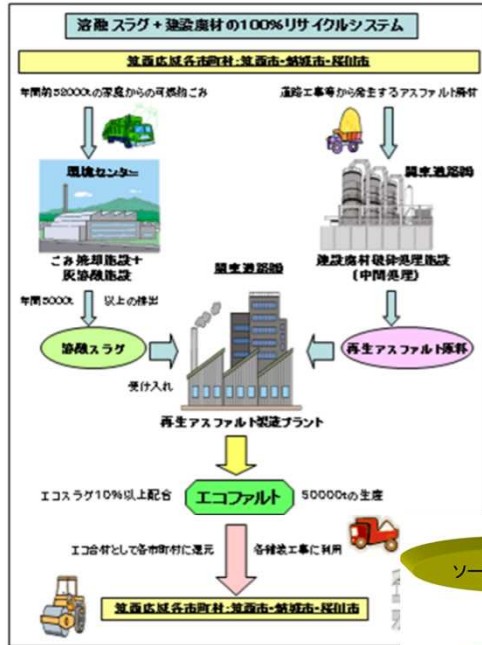 溶融スラグ+建設廃材の100%リサイクルシステム
筑西広域各市町村:筑西市・結城市・桜川市
年間約52000tの家庭からの可燃物ごみ
道路工事等から発生するアスファルト廃材
環境センター
関東道路㈱
ごみ焼却施設+
灰溶融施設
建設廃材破砕処理施設
(中間処理)
関東道路㈱
年間5000t 以上の排出
溶融スラグ
再生アスファルト原料
受け入れ
再生アスファルト製造プラント
エコスラグ10%以上配合
エコファルト
50000tの生産
エコ合材として各市町村に還元
各舗装工事に利用
筑西広域各市町村:筑西市・結城市・桜川市
ソー